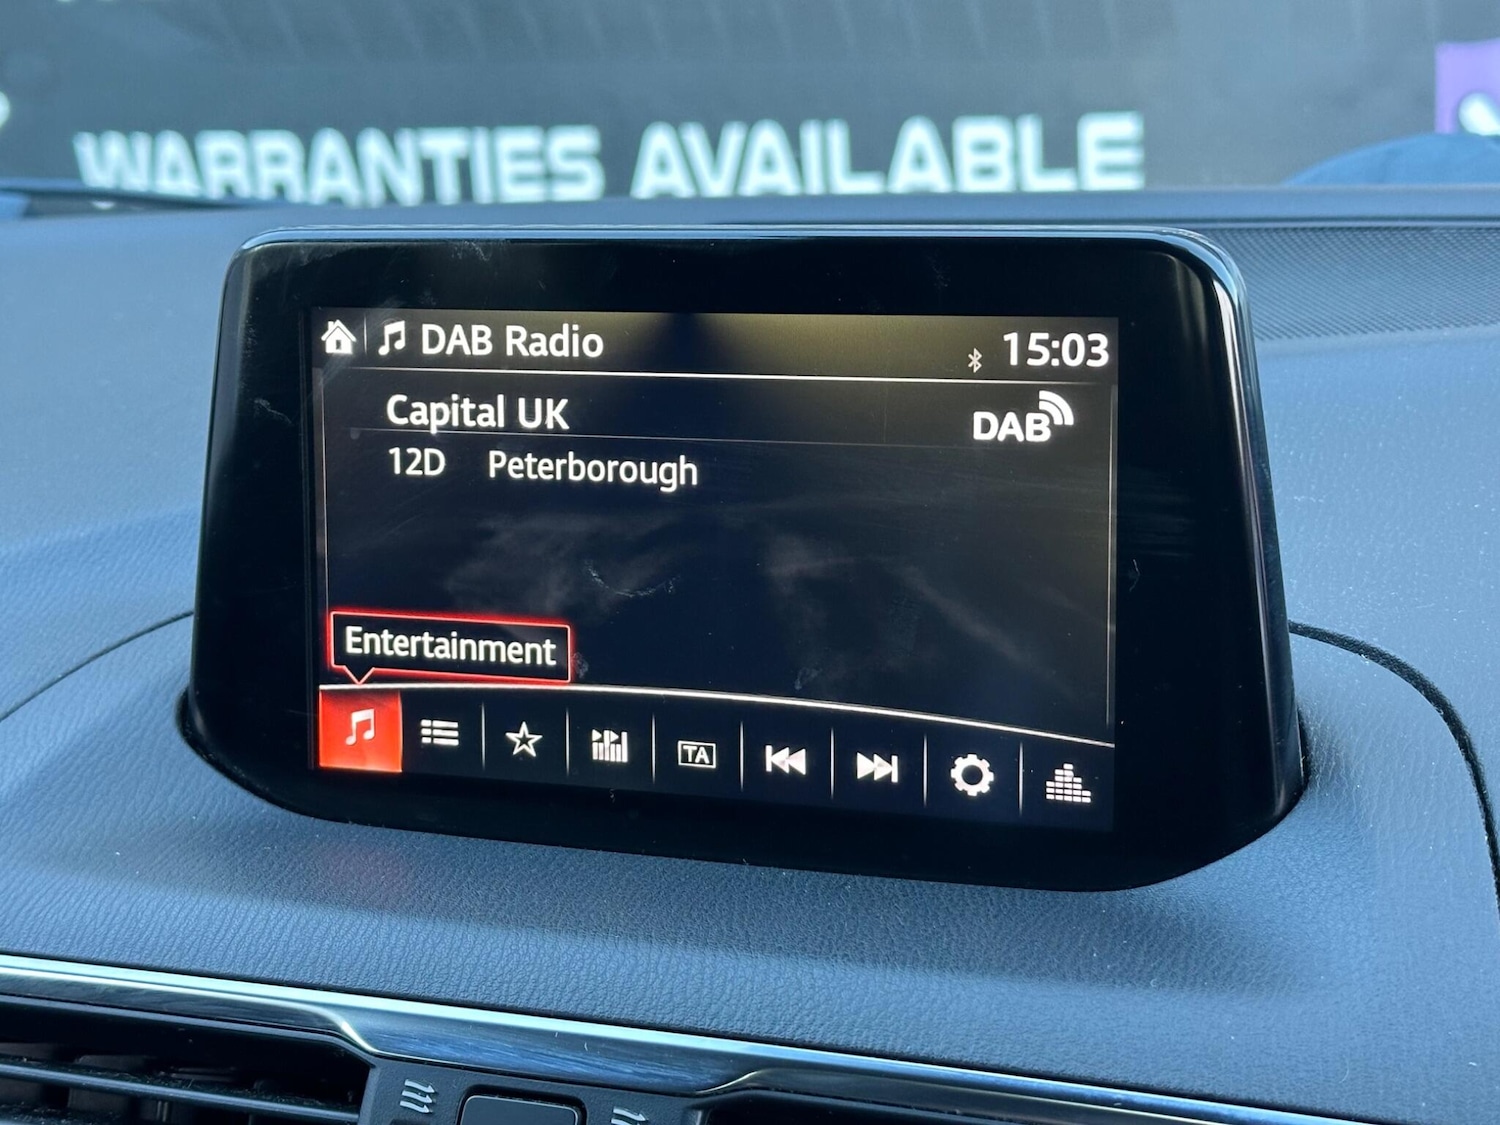 WARRANTIES AVAILABLE
DAB Radio 15:03
Capital UK DAB
12D Peterborough
Entertainment
TA